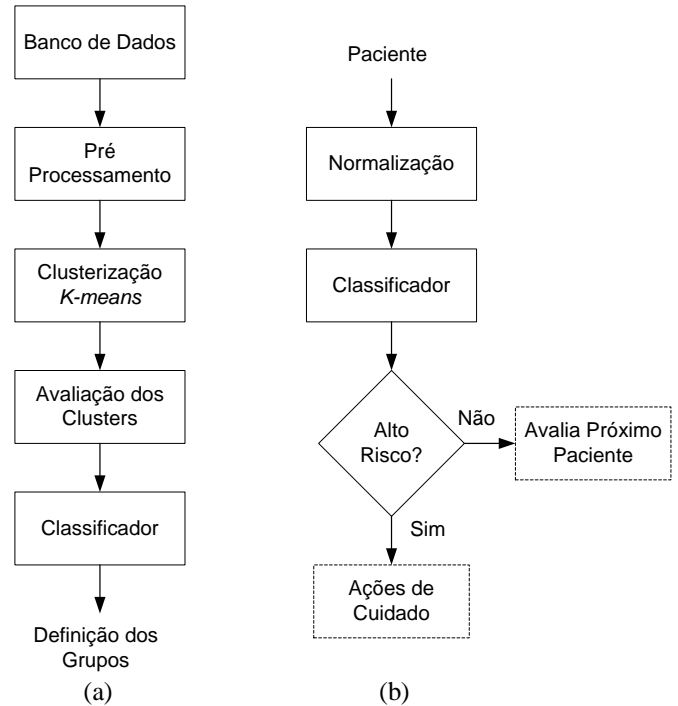 Banco de Dados
Pré
Processamento
Clusterização
K-means
Avaliação dos
Clusters
Classificador
Definição dos
Grupos
(a)
Paciente
Normalização
Classificador
Alto
Risco?
Não
Avalia Próximo
Paciente
Sim
Ações de
Cuidado
(b)